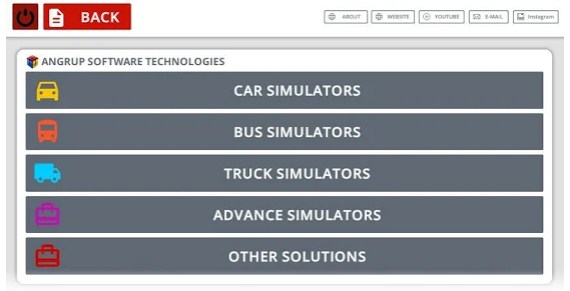 BACK
ABOUT WEBSITE YOUTUBE E-MAIL Instagram
ANGRUP SOFTWARE TECHNOLOGIES
CAR SIMULATORS
BUS SIMULATORS
TRUCK SIMULATORS
ADVANCE SIMULATORS
OTHER SOLUTIONS